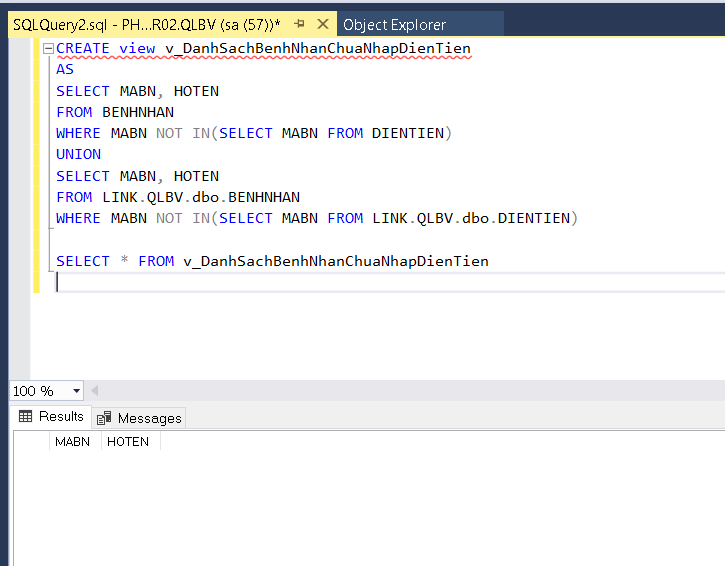 SQLQuery2.sql - PH...R02.QLBV (sa (57))*
Object Explorer
CREATE view v_DanhSachBenhNhanChuaNhapDienTien
AS
SELECT MABN, HOTEN
FROM BENHNHAN
WHERE MABN NOT IN(SELECT MABN FROM DIENTIEN)
UNION
SELECT MABN, HOTEN
FROM LINK.QLBV.dbo.BENHNHAN
WHERE MABN NOT IN(SELECT MABN FROM LINK.QLBV.dbo.DIENTIEN)
SELECT * FROM v_DanhSachBenhNhanChuaNhapDienTien
100 %
Results Messages
MABN HOTEN